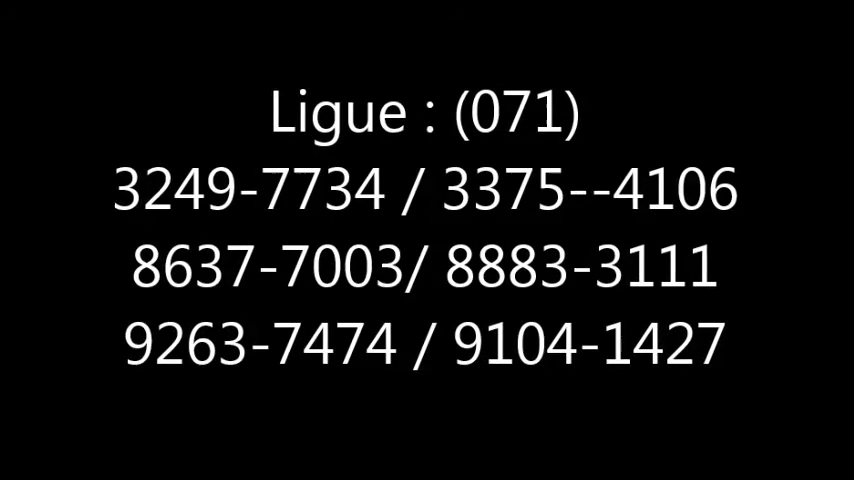 Ligue : (071)
3249-7734 / 3375--4106
8637-7003/ 8883-3111
9263-7474 / 9104-1427